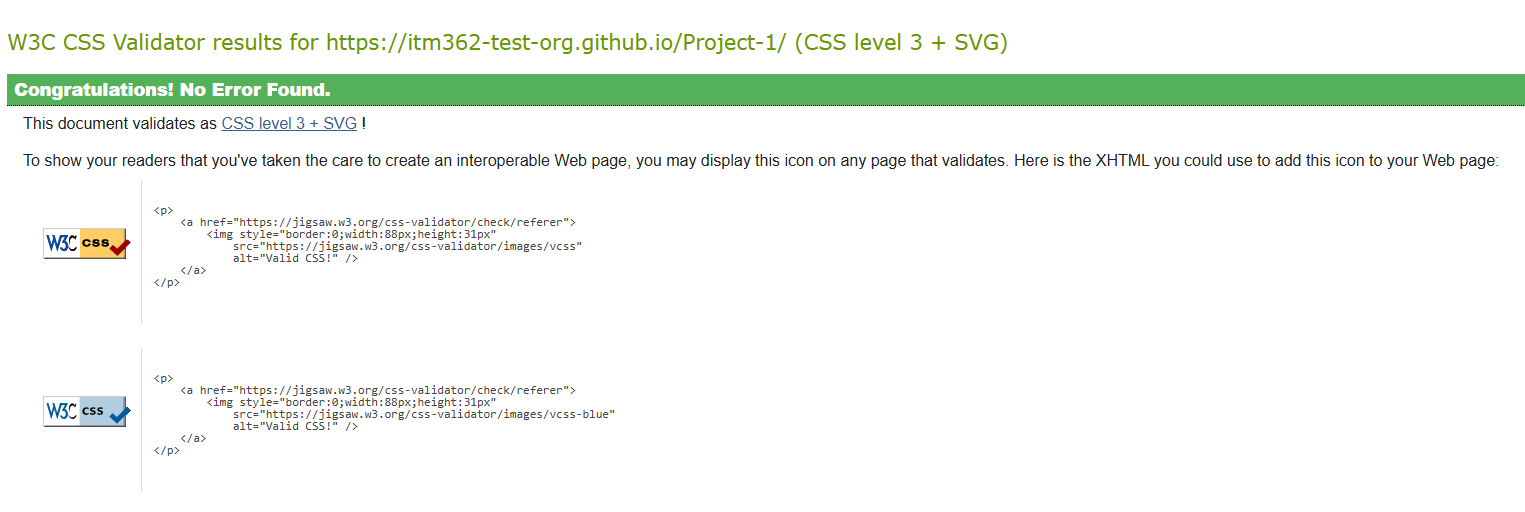 W3C CSS Validator results for https://itm362-test-org.github.io/Project-1/ (CSS level 3 + SVG)
Congratulations! No Error Found.
This document validates as CSS level 3 + SVG !
To show your readers that you've taken the care to create an interoperable Web page, you may display this icon on any page that validates. Here is the XHTML you could use to add this icon to your Web page:
W3C css
<p>
    <a href="https://jigsaw.w3.org/css-validator/check/referer">
        <img style="border:0;width:88px;height:31px"
            src="https://jigsaw.w3.org/css-validator/images/vcss"
            alt="Valid CSS!" />
    </a>
</p>
W3C css
<p>
    <a href="https://jigsaw.w3.org/css-validator/check/referer">
        <img style="border:0;width:88px;height:31px"
            src="https://jigsaw.w3.org/css-validator/images/vcss-blue"
            alt="Valid CSS!" />
    </a>
</p>